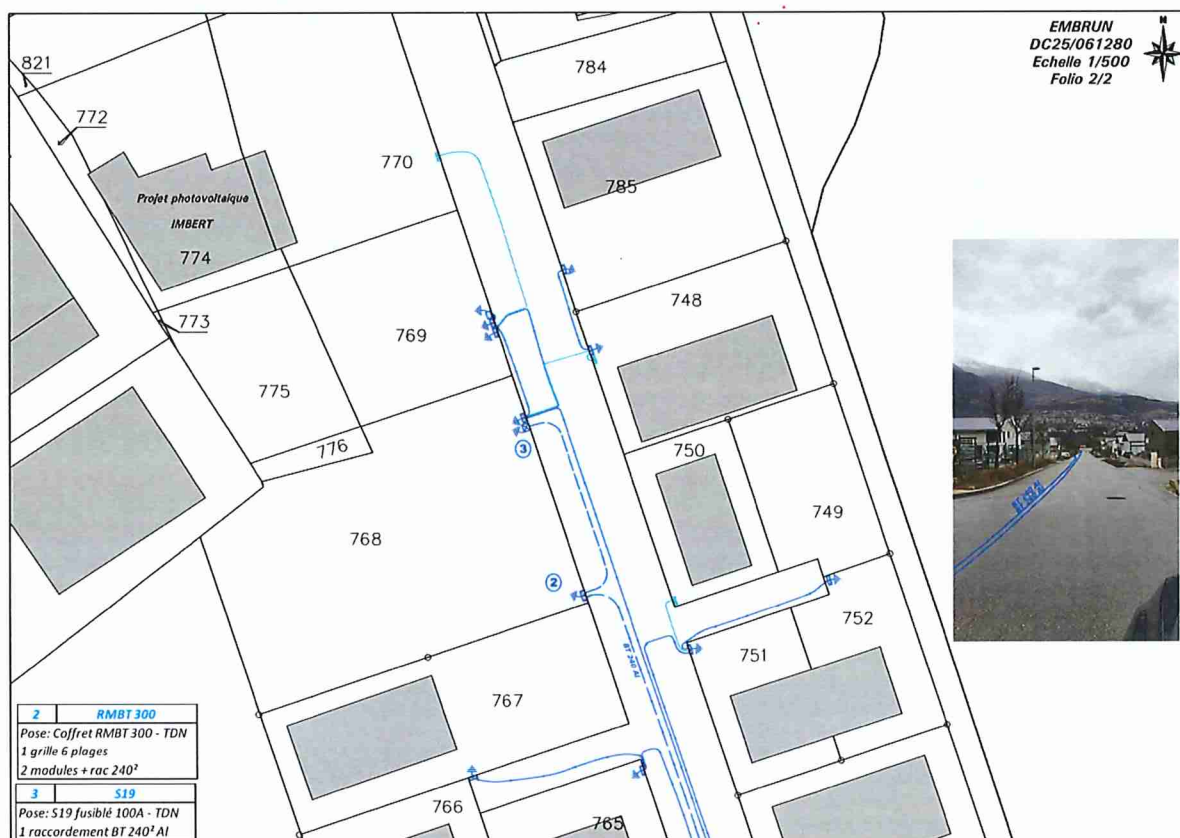 EMBRUN
DC25/061280
Echelle 1/500
Folio 2/2
N
821
772
784
770
785
Projet photovoltaïque
IMBERT
774
773
748
769
775
776
750
3
749
768
2
752
751
BT 240 Al
767
766
765
2 RMBT 300
Pose: Coffret RMBT 300 - TDN
1 grille 6 plages
2 modules + rac 240²
3 S19
Pose: S19 fusiblé 100A - TDN
1 raccordement BT 240² Al